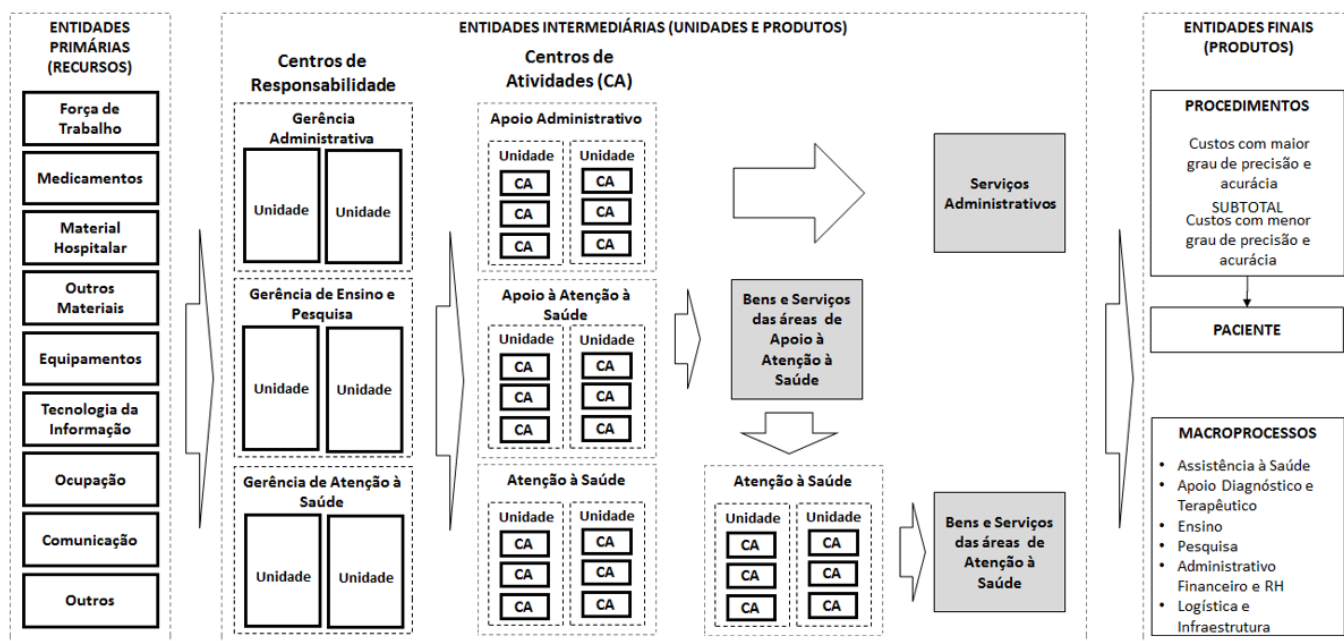 ENTIDADES
PRIMÁRIAS
(RECURSOS)
Força de
Trabalho
Medicamentos
Material
Hospitalar
Outros
Materiais
Equipamentos
Tecnologia da
Informação
Ocupação
Comunicação
Outros
ENTIDADES INTERMEDIÁRIAS (UNIDADES E PRODUTOS)
Centros de
Responsabilidade
Gerência
Administrativa
Unidade
Unidade
Gerência de Ensino e
Pesquisa
Unidade
Unidade
Gerência de Atenção à
Saúde
Unidade
Unidade
Centros de
Atividades (CA)
Apoio Administrativo
Unidade
CA
CA
CA
Unidade
CA
CA
CA
Apoio à Atenção à
Saúde
Unidade
CA
CA
CA
Unidade
CA
CA
CA
Atenção à Saúde
Unidade
CA
CA
CA
Unidade
CA
CA
CA
Serviços
Administrativos
Bens e Serviços
das áreas de
Apoio à
Atenção à
Saúde
Atenção à Saúde
Unidade
CA
CA
CA
Unidade
CA
CA
CA
Bens e Serviços
das áreas de
Atenção à
Saúde
ENTIDADES FINAIS
(PRODUTOS)
PROCEDIMENTOS
Custos com maior
grau de precisão e
acurácia
SUBTOTAL
Custos com menor
grau de precisão e
acurácia
PACIENTE
MACROPROCESSOS
• Assistência à Saúde
• Apoio Diagnóstico e
Terapêutico
• Ensino
• Pesquisa
• Administrativo
Financeiro e RH
• Logística e
Infraestrutura